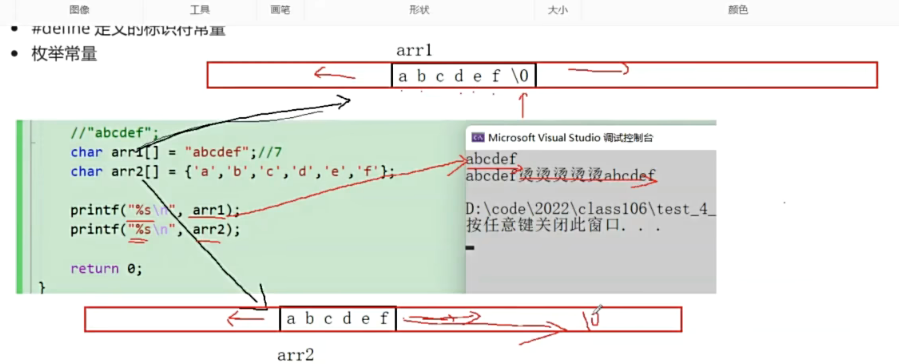 图像 工具 画笔 形状 大小 颜色
#define 定义的标识符常量
枚举常量
arr1
a b c d e f \0
//"abcdef";
char arr1[] = "abcdef";//7
char arr2[] = {'a','b','c','d','e','f'};
printf("%s\n", arr1);
printf("%s\n", arr2);
return 0;
}
Microsoft Visual Studio 调试控制台
abcdef
abcdef烫烫烫烫烫abcdef
D:\code\2022\class106\test_4_
按任意键关闭此窗口. . .
a b c d e f
\0
arr2